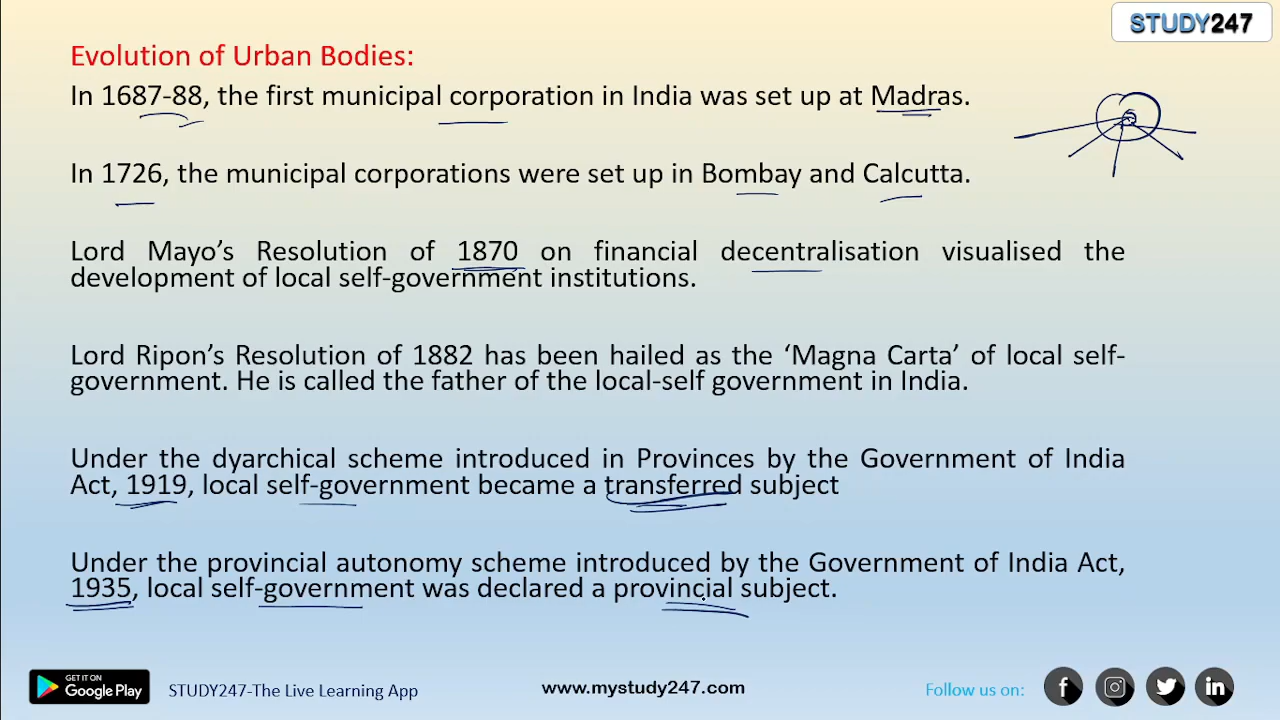 STUDY247
Evolution of Urban Bodies:
In 1687-88, the first municipal corporation in India was set up at Madras.
In 1726, the municipal corporations were set up in Bombay and Calcutta.
Lord Mayo’s Resolution of 1870 on financial decentralisation visualised the
development of local self-government institutions.
Lord Ripon’s Resolution of 1882 has been hailed as the ‘Magna Carta’ of local self-
government. He is called the father of the local-self government in India.
Under the dyarchical scheme introduced in Provinces by the Government of India
Act, 1919, local self-government became a transferred subject
Under the provincial autonomy scheme introduced by the Government of India Act,
1935, local self-government was declared a provincial subject.
GET IT ON
Google Play
STUDY247-The Live Learning App
www.mystudy247.com
Follow us on: